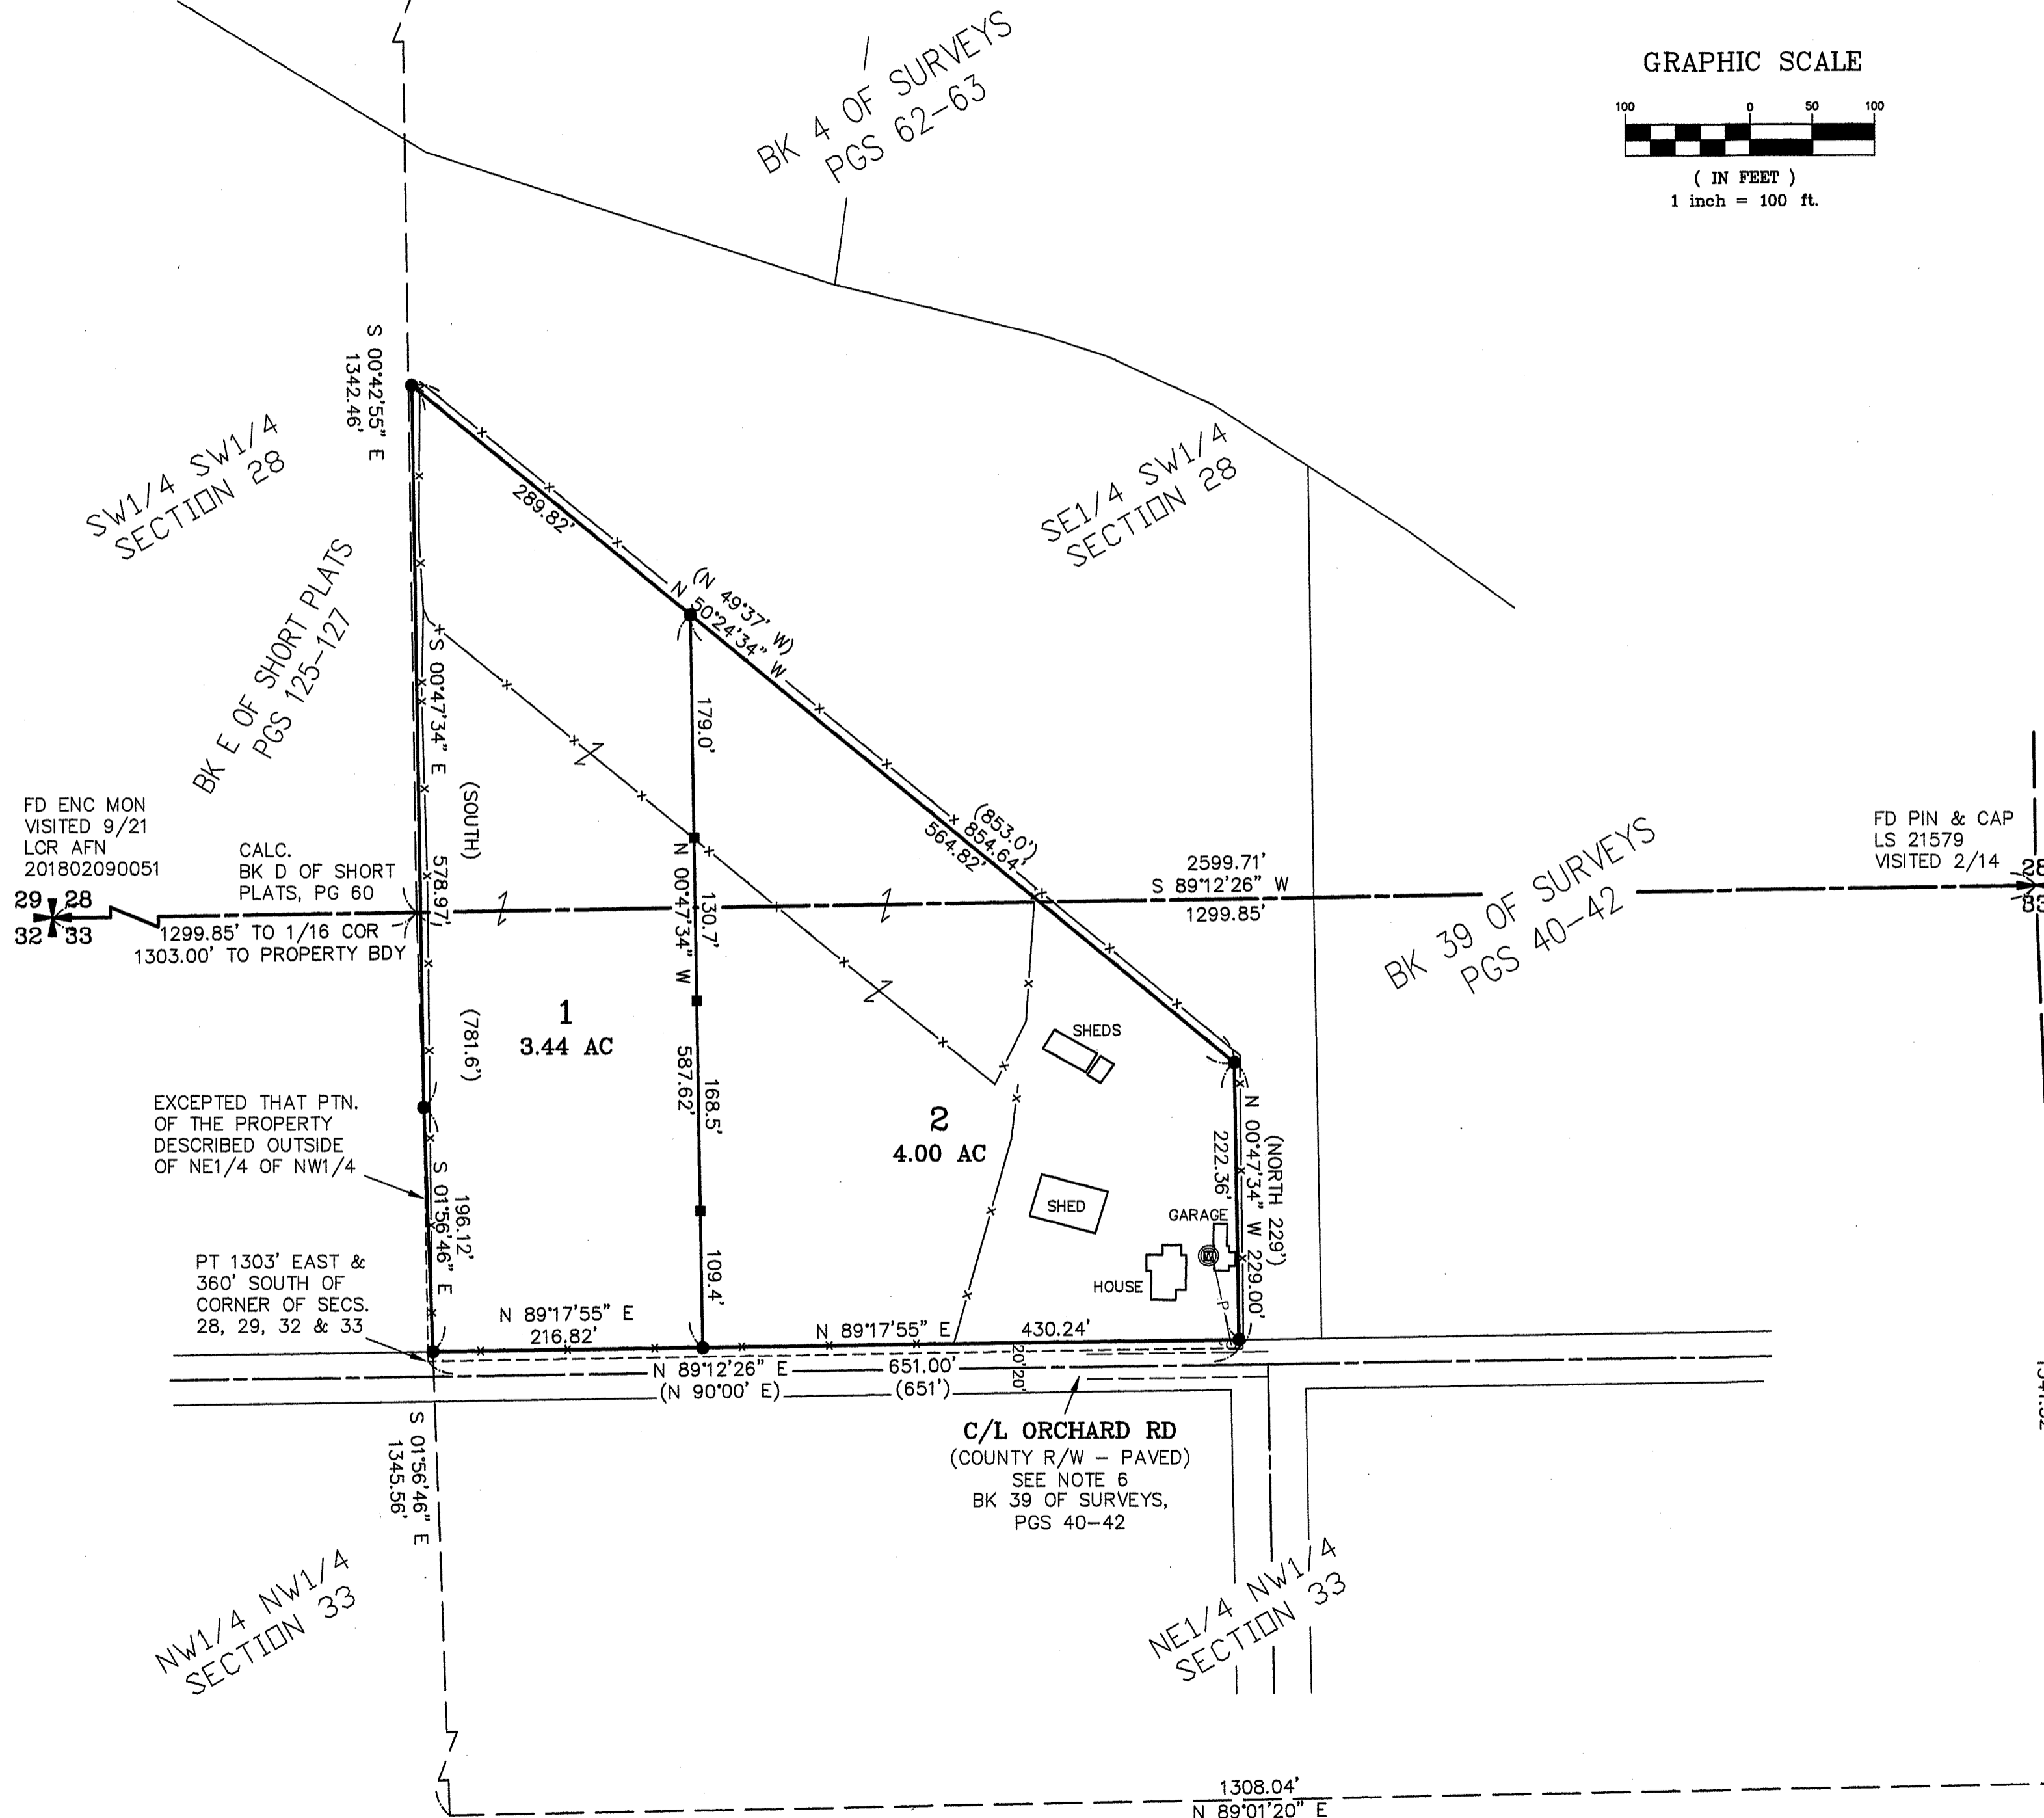 GRAPHIC SCALE
100 0 50 100
( IN FEET )
1 inch = 100 ft.
BK 4 OF SURVEYS
PGS 62-63
S 00°42'55" E
1342.46'
SW1/4 SW1/4
SECTION 28
SE1/4 SW1/4
SECTION 28
289.82'
(N 49°37' W)
N 50°24'34" W
BK E OF SHORT PLATS
PGS 125-127
S 00°47'34" E
578.97'
(SOUTH)
(781.6')
179.0'
N 00°47'34" W
130.7'
587.62'
168.5'
109.4'
(853.0')
854.64'
564.82'
2599.71'
S 89°12'26" W
1299.85'
BK 39 OF SURVEYS
PGS 40-42
FD PIN & CAP
LS 21579
VISITED 2/14
28
33
FD ENC MON
VISITED 9/21
LCR AFN
201802090051
29 28
32 33
CALC.
BK D OF SHORT
PLATS, PG 60
1299.85' TO 1/16 COR
1303.00' TO PROPERTY BDY
1
3.44 AC
2
4.00 AC
SHEDS
SHED
GARAGE
W
HOUSE
P
N 00°47'34" W 229.00'
222.36'
(NORTH 229')
EXCEPTED THAT PTN.
OF THE PROPERTY
DESCRIBED OUTSIDE
OF NE1/4 OF NW1/4
S 01°56'46" E
196.12'
PT 1303' EAST &
360' SOUTH OF
CORNER OF SECS.
28, 29, 32 & 33
N 89°17'55" E
216.82'
N 89°17'55" E 430.24'
N 89°12'26" E 651.00'
(N 90°00' E) (651')
20' 20'
C/L ORCHARD RD
(COUNTY R/W - PAVED)
SEE NOTE 6
BK 39 OF SURVEYS,
PGS 40-42
S 01°56'46" E
1345.56'
NW1/4 NW1/4
SECTION 33
NE1/4 NW1/4
SECTION 33
1308.04'
N 89°01'20" E